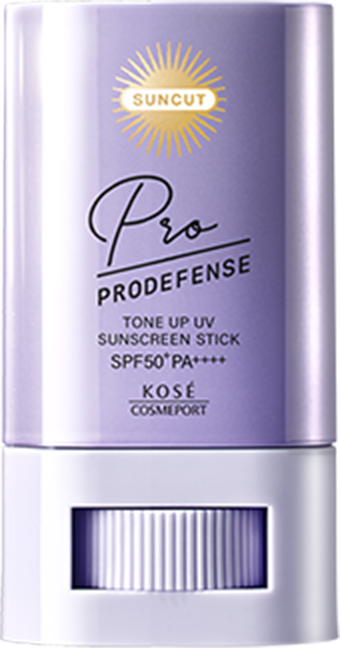 SUNCUT
Pro
PRODEFENSE
TONE UP UV
SUNSCREEN STICK
SPF50+PA++++
KOSÉ
COSMEPORT